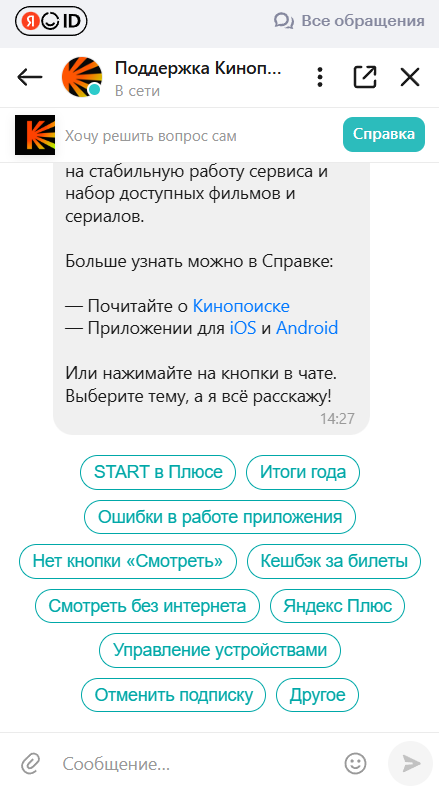 Я ID
Все обращения
Поддержка Киноп...
В сети
Хочу решить вопрос сам
Справка
на стабильную работу сервиса и
набор доступных фильмов и
сериалов.
Больше узнать можно в Справке:
— Почитайте о Кинопоиске
— Приложении для iOS и Android
Или нажимайте на кнопки в чате.
Выберите тему, а я всё расскажу!
14:27
START в Плюсе
Итоги года
Ошибки в работе приложения
Нет кнопки «Смотреть»
Кешбэк за билеты
Смотреть без интернета
Яндекс Плюс
Управление устройствами
Отменить подписку
Другое
Сообщение...